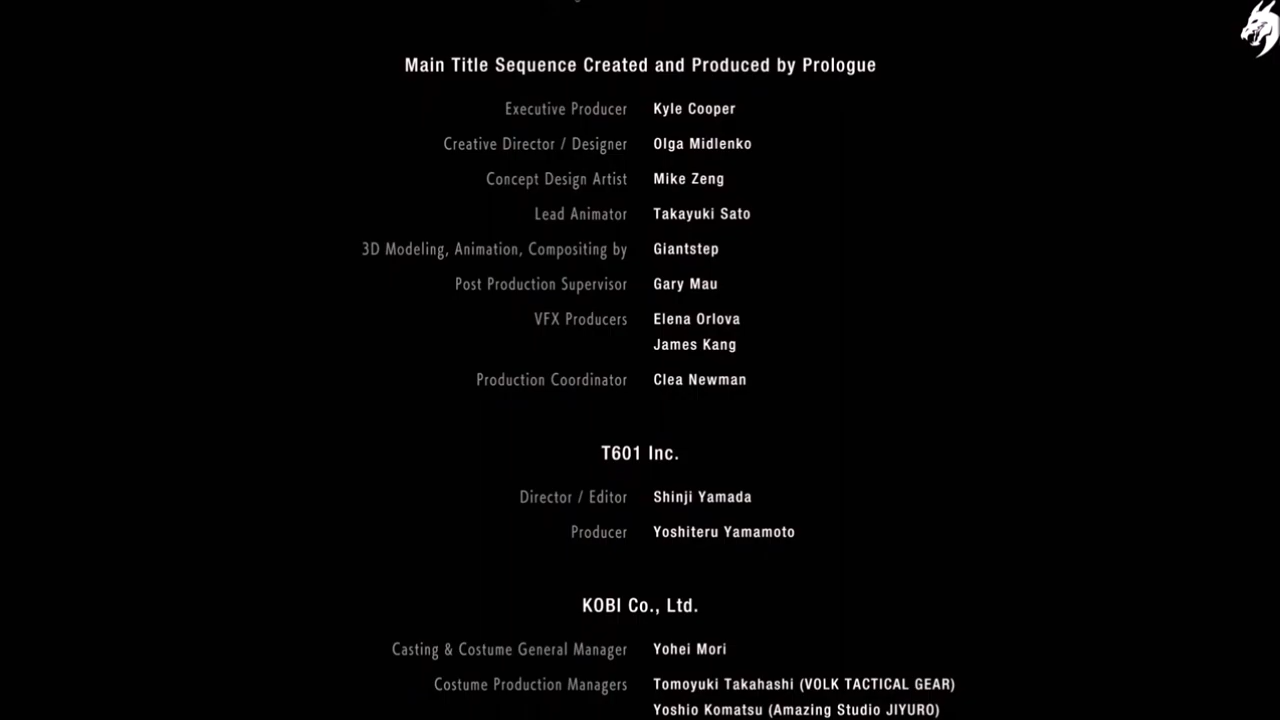 Main Title Sequence Created and Produced by Prologue
Executive Producer Kyle Cooper
Creative Director / Designer Olga Midlenko
Concept Design Artist Mike Zeng
Lead Animator Takayuki Sato
3D Modeling, Animation, Compositing by Giantstep
Post Production Supervisor Gary Mau
VFX Producers Elena Orlova
James Kang
Production Coordinator Clea Newman
T601 Inc.
Director / Editor Shinji Yamada
Producer Yoshiteru Yamamoto
KOBI Co., Ltd.
Casting & Costume General Manager Yohei Mori
Costume Production Managers Tomoyuki Takahashi (VOLK TACTICAL GEAR)
Yoshio Komatsu (Amazing Studio JIYURO)